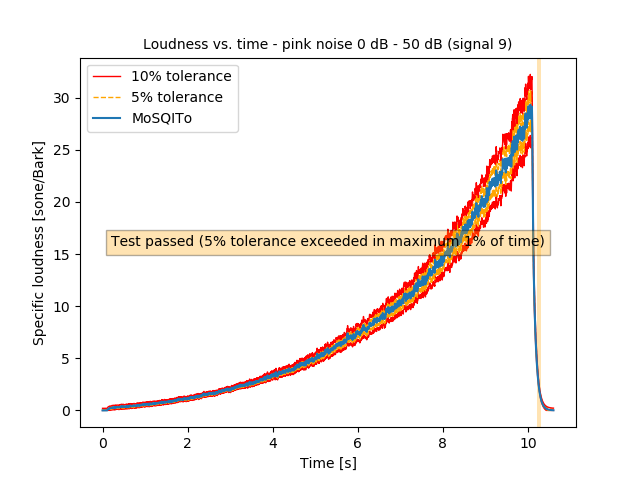 Loudness vs. time - pink noise 0 dB - 50 dB (signal 9)
10% tolerance
5% tolerance
MoSQITo
Specific loudness [sone/Bark]
30
25
20
15
10
5
0
Test passed (5% tolerance exceeded in maximum 1% of time)
0 2 4 6 8 10
Time [s]